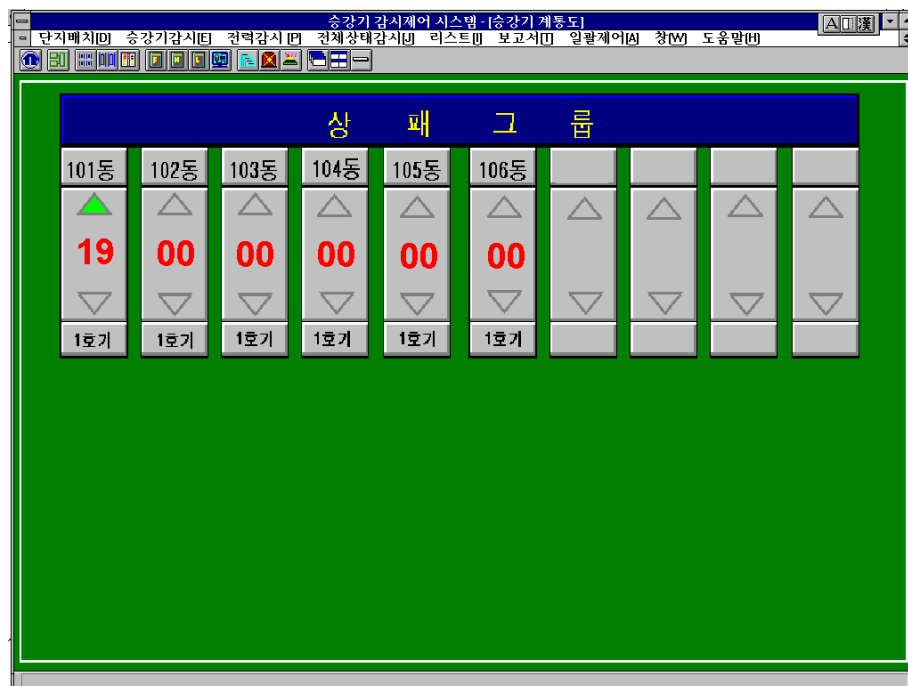 승강기 감시제어 시스템 - [승강기 계통도]
A 漢
단지배치[D] 승강기감시[E] 전력감시[P] 전체상태감시[J] 리스트[I] 보고서[T] 일괄제어[A] 창[W] 도움말[H]
상 패 그 룹
101동 102동 103동 104동 105동 106동
19 00 00 00 00 00
1호기 1호기 1호기 1호기 1호기 1호기